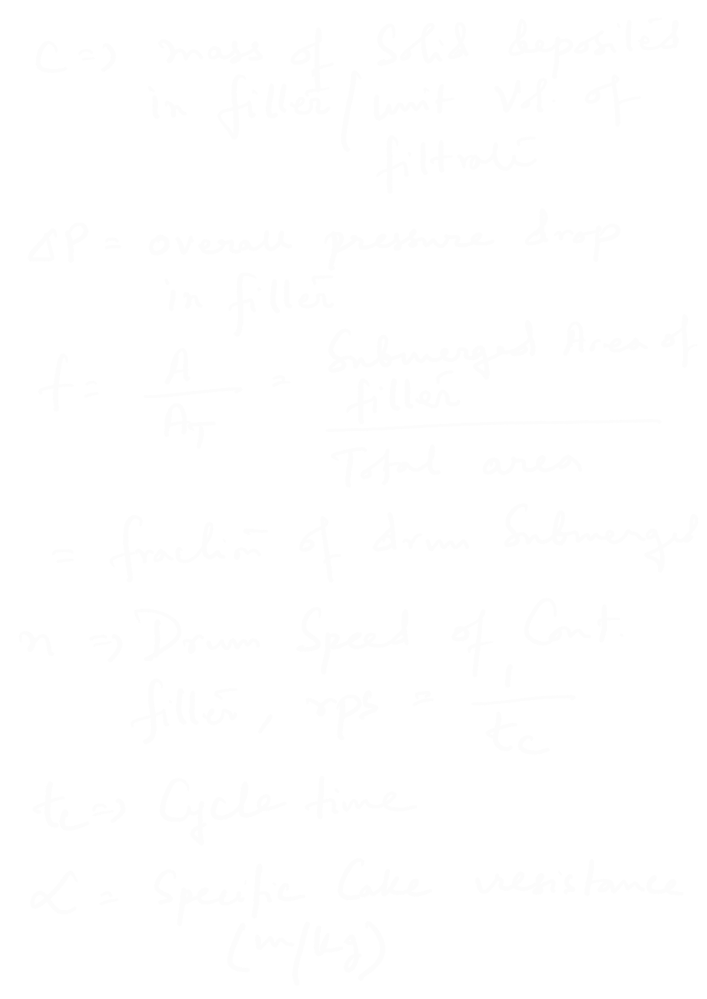 C => mass of Solid deposited
in filter / unit Vol. of
filtrate
ΔP = overall pressure drop
in filter
f = A / A_T = Submerged Area of filter / Total area
= fraction of drum Submerged
n => Drum Speed of Cont.
filter, rps = 1 / t_c
t_c => Cycle time
α = Specific Cake resistance
(m/kg)